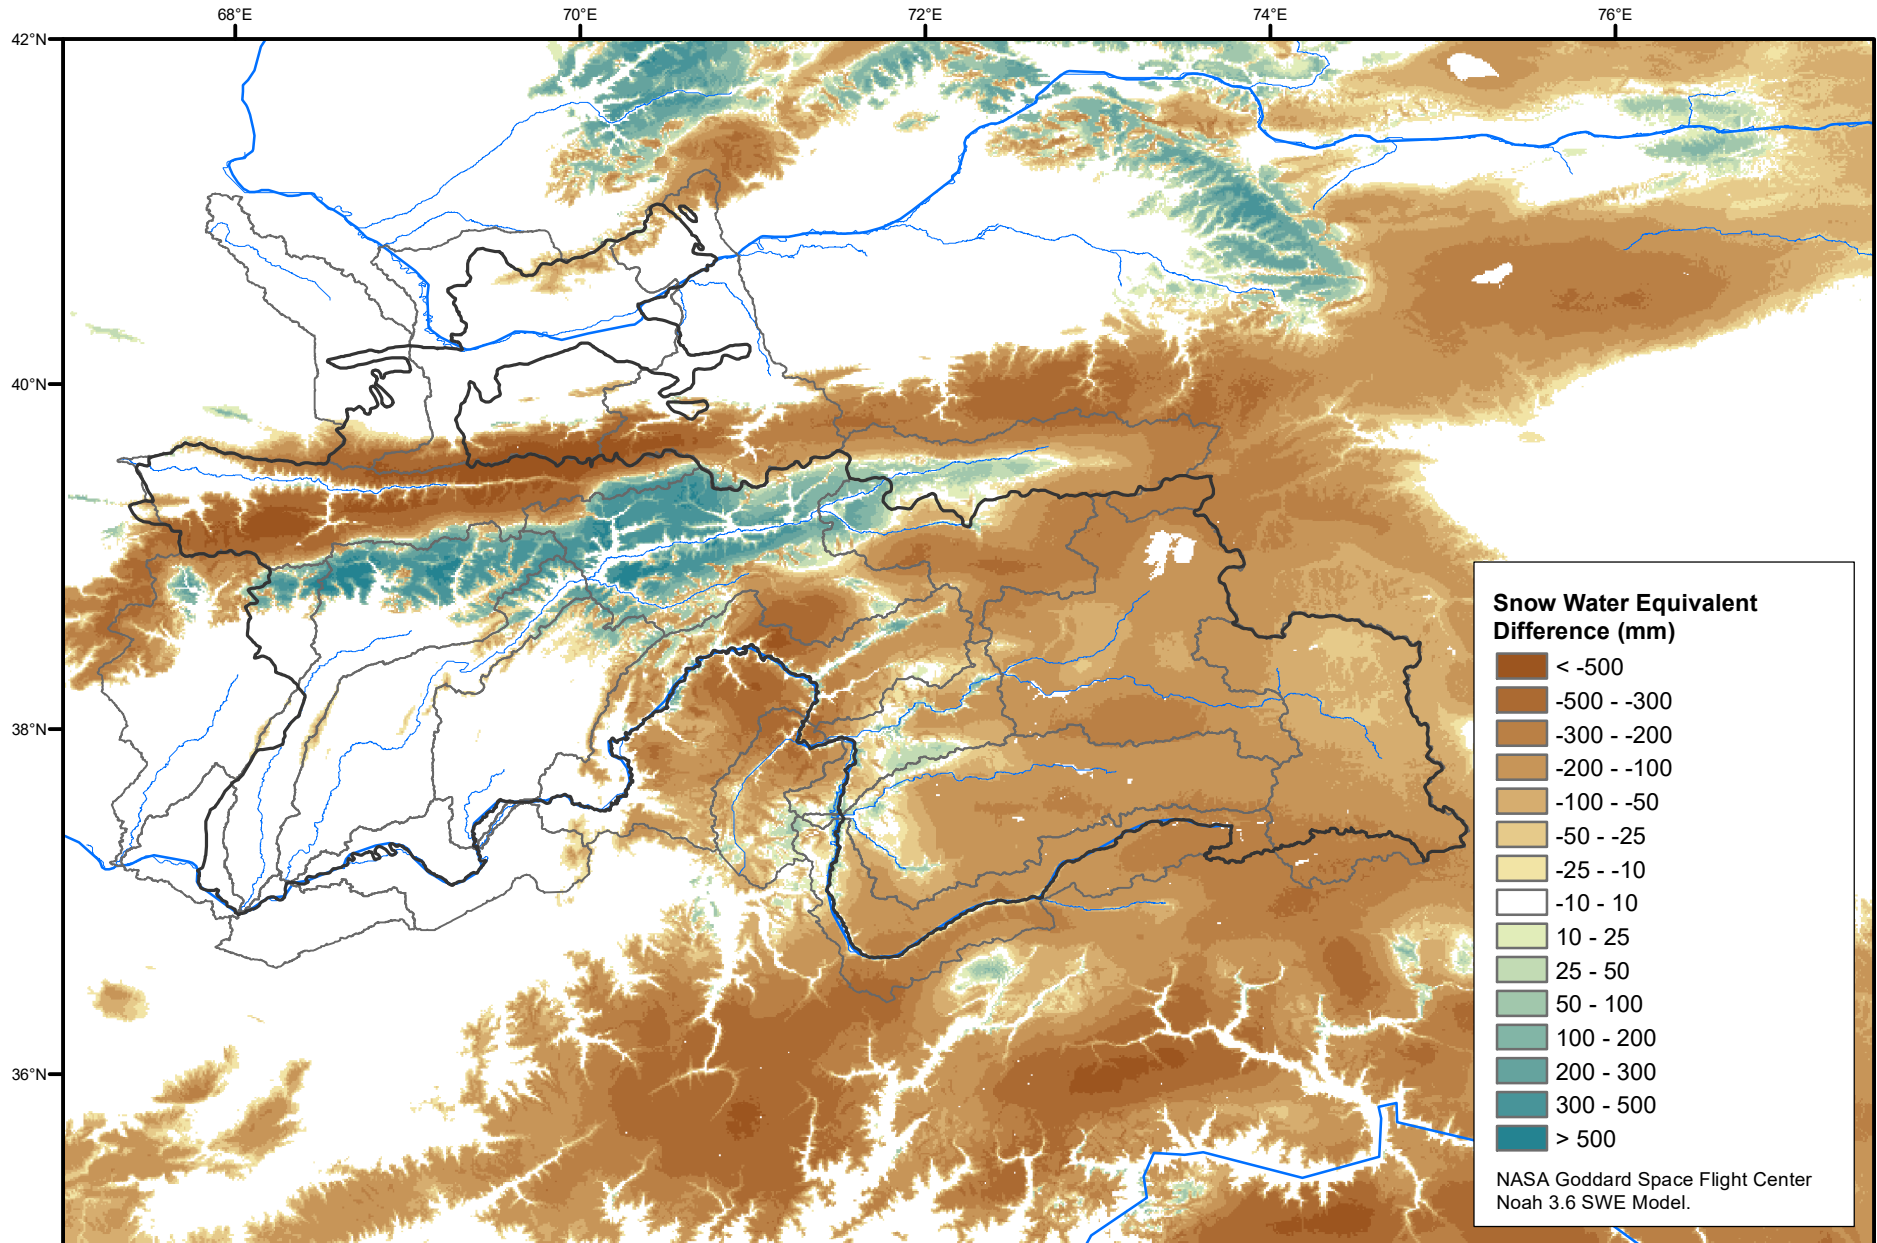 68°E 70°E 72°E 74°E 76°E
42°N
40°N
38°N
36°N
Snow Water Equivalent
Difference (mm)
< -500
-500 - -300
-300 - -200
-200 - -100
-100 - -50
-50 - -25
-25 - -10
-10 - 10
10 - 25
25 - 50
50 - 100
100 - 200
200 - 300
300 - 500
> 500
NASA Goddard Space Flight Center
Noah 3.6 SWE Model.